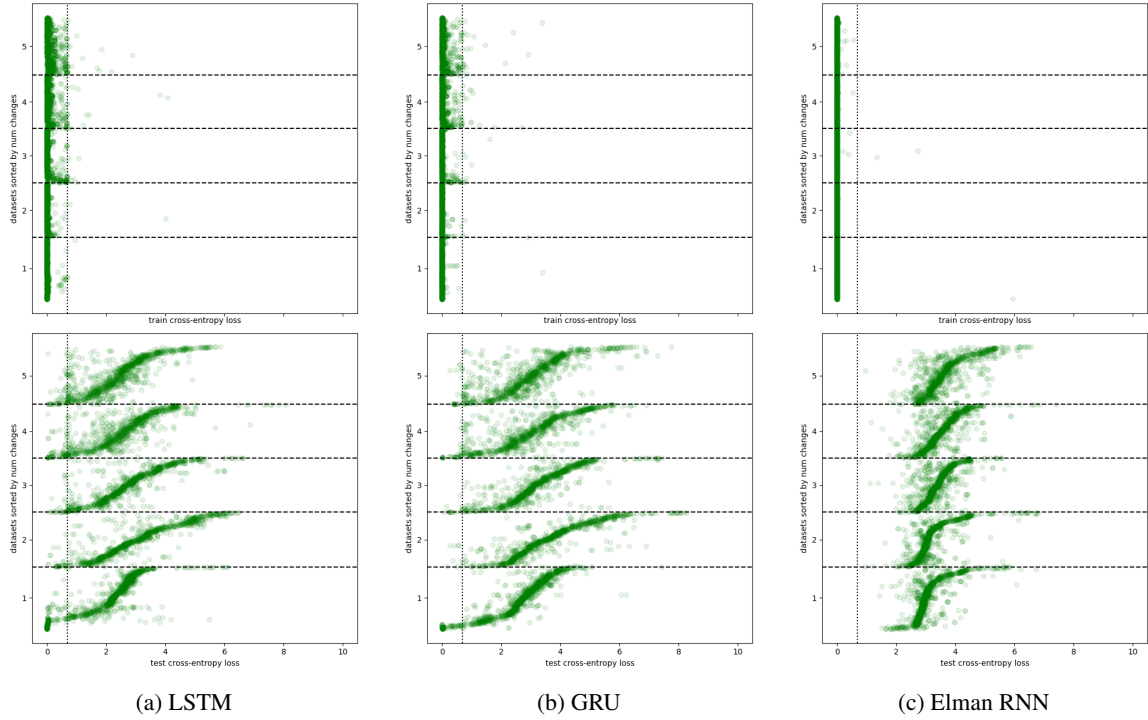 datasets sorted by num changes
5
4
3
2
1
train cross-entropy loss
datasets sorted by num changes
5
4
3
2
1
train cross-entropy loss
datasets sorted by num changes
5
4
3
2
1
train cross-entropy loss
datasets sorted by num changes
5
4
3
2
1
0 2 4 6 8 10
test cross-entropy loss
datasets sorted by num changes
5
4
3
2
1
0 2 4 6 8 10
test cross-entropy loss
datasets sorted by num changes
5
4
3
2
1
0 2 4 6 8 10
test cross-entropy loss
(a) LSTM
(b) GRU
(c) Elman RNN